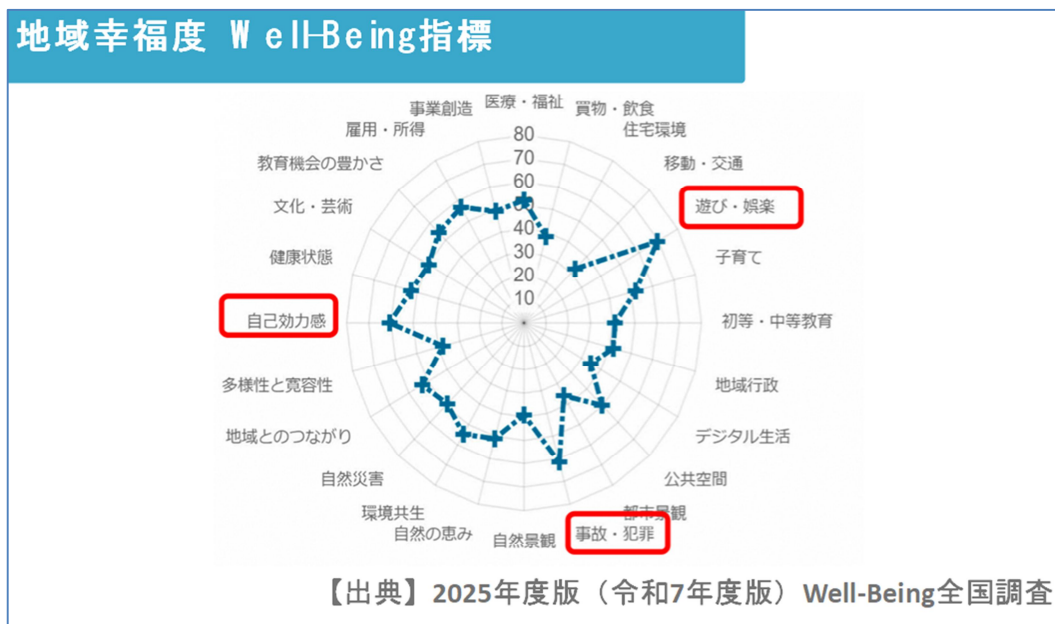 地域幸福度 Well-Being指標
医療・福祉
買物・飲食
住宅環境
移動・交通
遊び・娯楽
子育て
初等・中等教育
地域行政
デジタル生活
公共空間
都市景観
事故・犯罪
自然景観
自然の恵み
環境共生
自然災害
地域とのつながり
多様性と寛容性
自己効力感
健康状態
文化・芸術
教育機会の豊かさ
雇用・所得
事業創造
80
70
60
50
40
30
20
10
【出典】2025年度版（令和7年度版）Well-Being全国調査